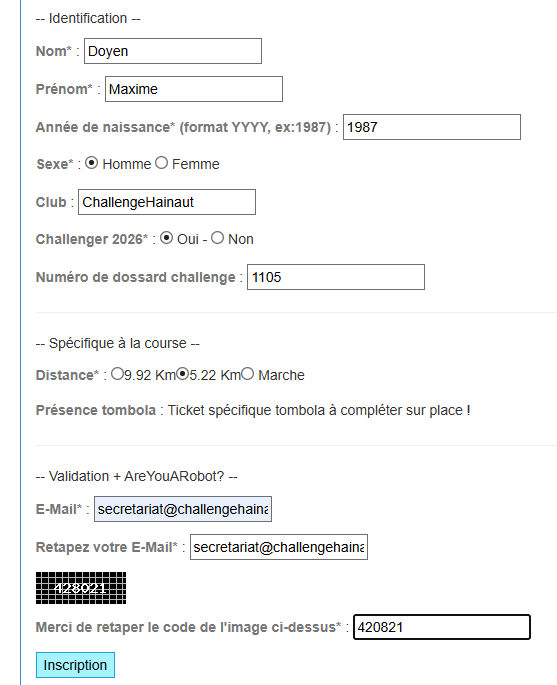 -- Identification --
Nom* : Doyen
Prénom* : Maxime
Année de naissance* (format YYYY, ex:1987) : 1987
Sexe* : Homme Femme
Club : ChallengeHainaut
Challenger 2026* : Oui - Non
Numéro de dossard challenge : 1105
-- Spécifique à la course --
Distance* : 9.92 Km 5.22 Km Marche
Présence tombola : Ticket spécifique tombola à compléter sur place !
-- Validation + AreYouARobot? --
E-Mail* : secretariat@challengehaina
Retapez votre E-Mail* : secretariat@challengehaina
428021
Merci de retaper le code de l'image ci-dessus* : 420821
Inscription